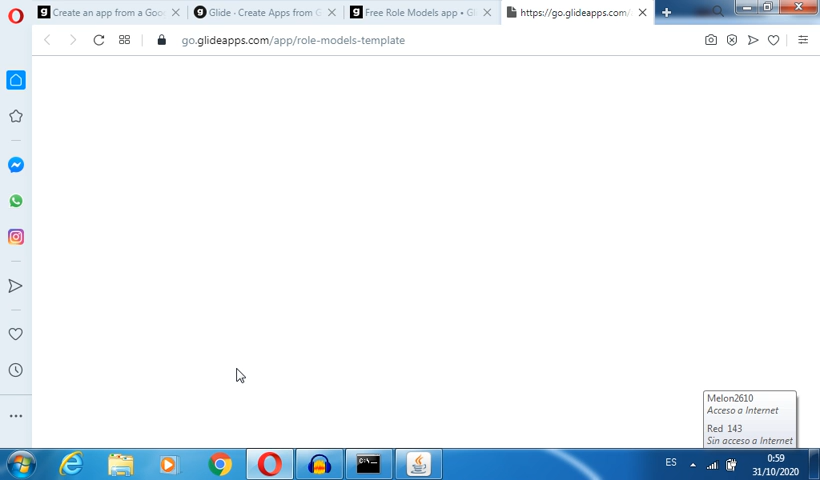 Create an app from a Goo
Glide - Create Apps from G
Free Role Models app • Gl
https://go.glideapps.com/
go.glideapps.com/app/role-models-template
Melon2610
Acceso a Internet
Red 143
Sin acceso a Internet
C:\.
ES
0:59
31/10/2020